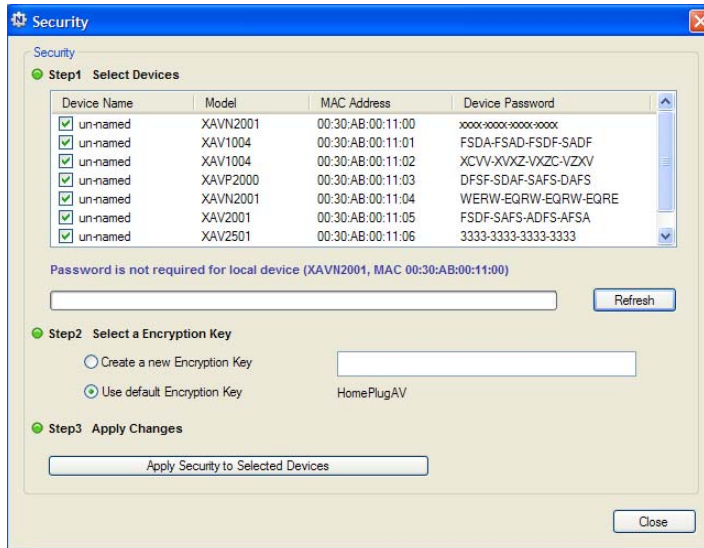 Security
Security
Step1 Select Devices
Device Name Model MAC Address Device Password
un-named XAVN2001 00:30:AB:00:11:00 xxxx-xxxx-xxxx-xxxx
un-named XAV1004 00:30:AB:00:11:01 FSDA-FSAD-FSDF-SADF
un-named XAV1004 00:30:AB:00:11:02 XCVV-XVXZ-VXZC-VZXV
un-named XAVP2000 00:30:AB:00:11:03 DFSF-SDAF-SAFS-DAFS
un-named XAVN2001 00:30:AB:00:11:04 WERW-EQRW-EQRW-EQRE
un-named XAV2001 00:30:AB:00:11:05 FSDF-SAFS-ADFS-AFSA
un-named XAV2501 00:30:AB:00:11:06 3333-3333-3333-3333
Password is not required for local device (XAVN2001, MAC 00:30:AB:00:11:00)
Refresh
Step2 Select a Encryption Key
Create a new Encryption Key
Use default Encryption Key HomePlugAV
Step3 Apply Changes
Apply Security to Selected Devices
Close